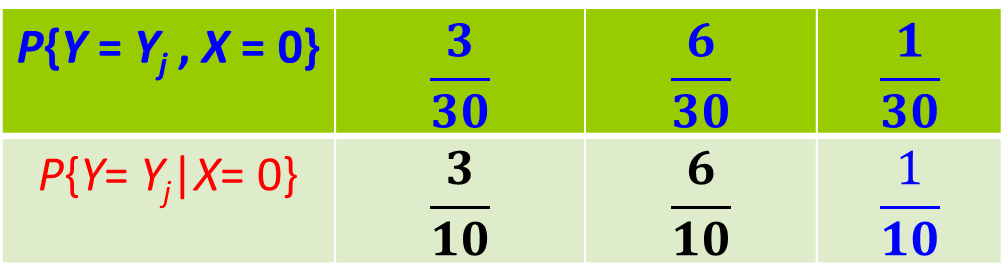 P{Y = Yj , X = 0} 3/30 6/30 1/30
P{Y= Yj|X= 0} 3/10 6/10 1/10